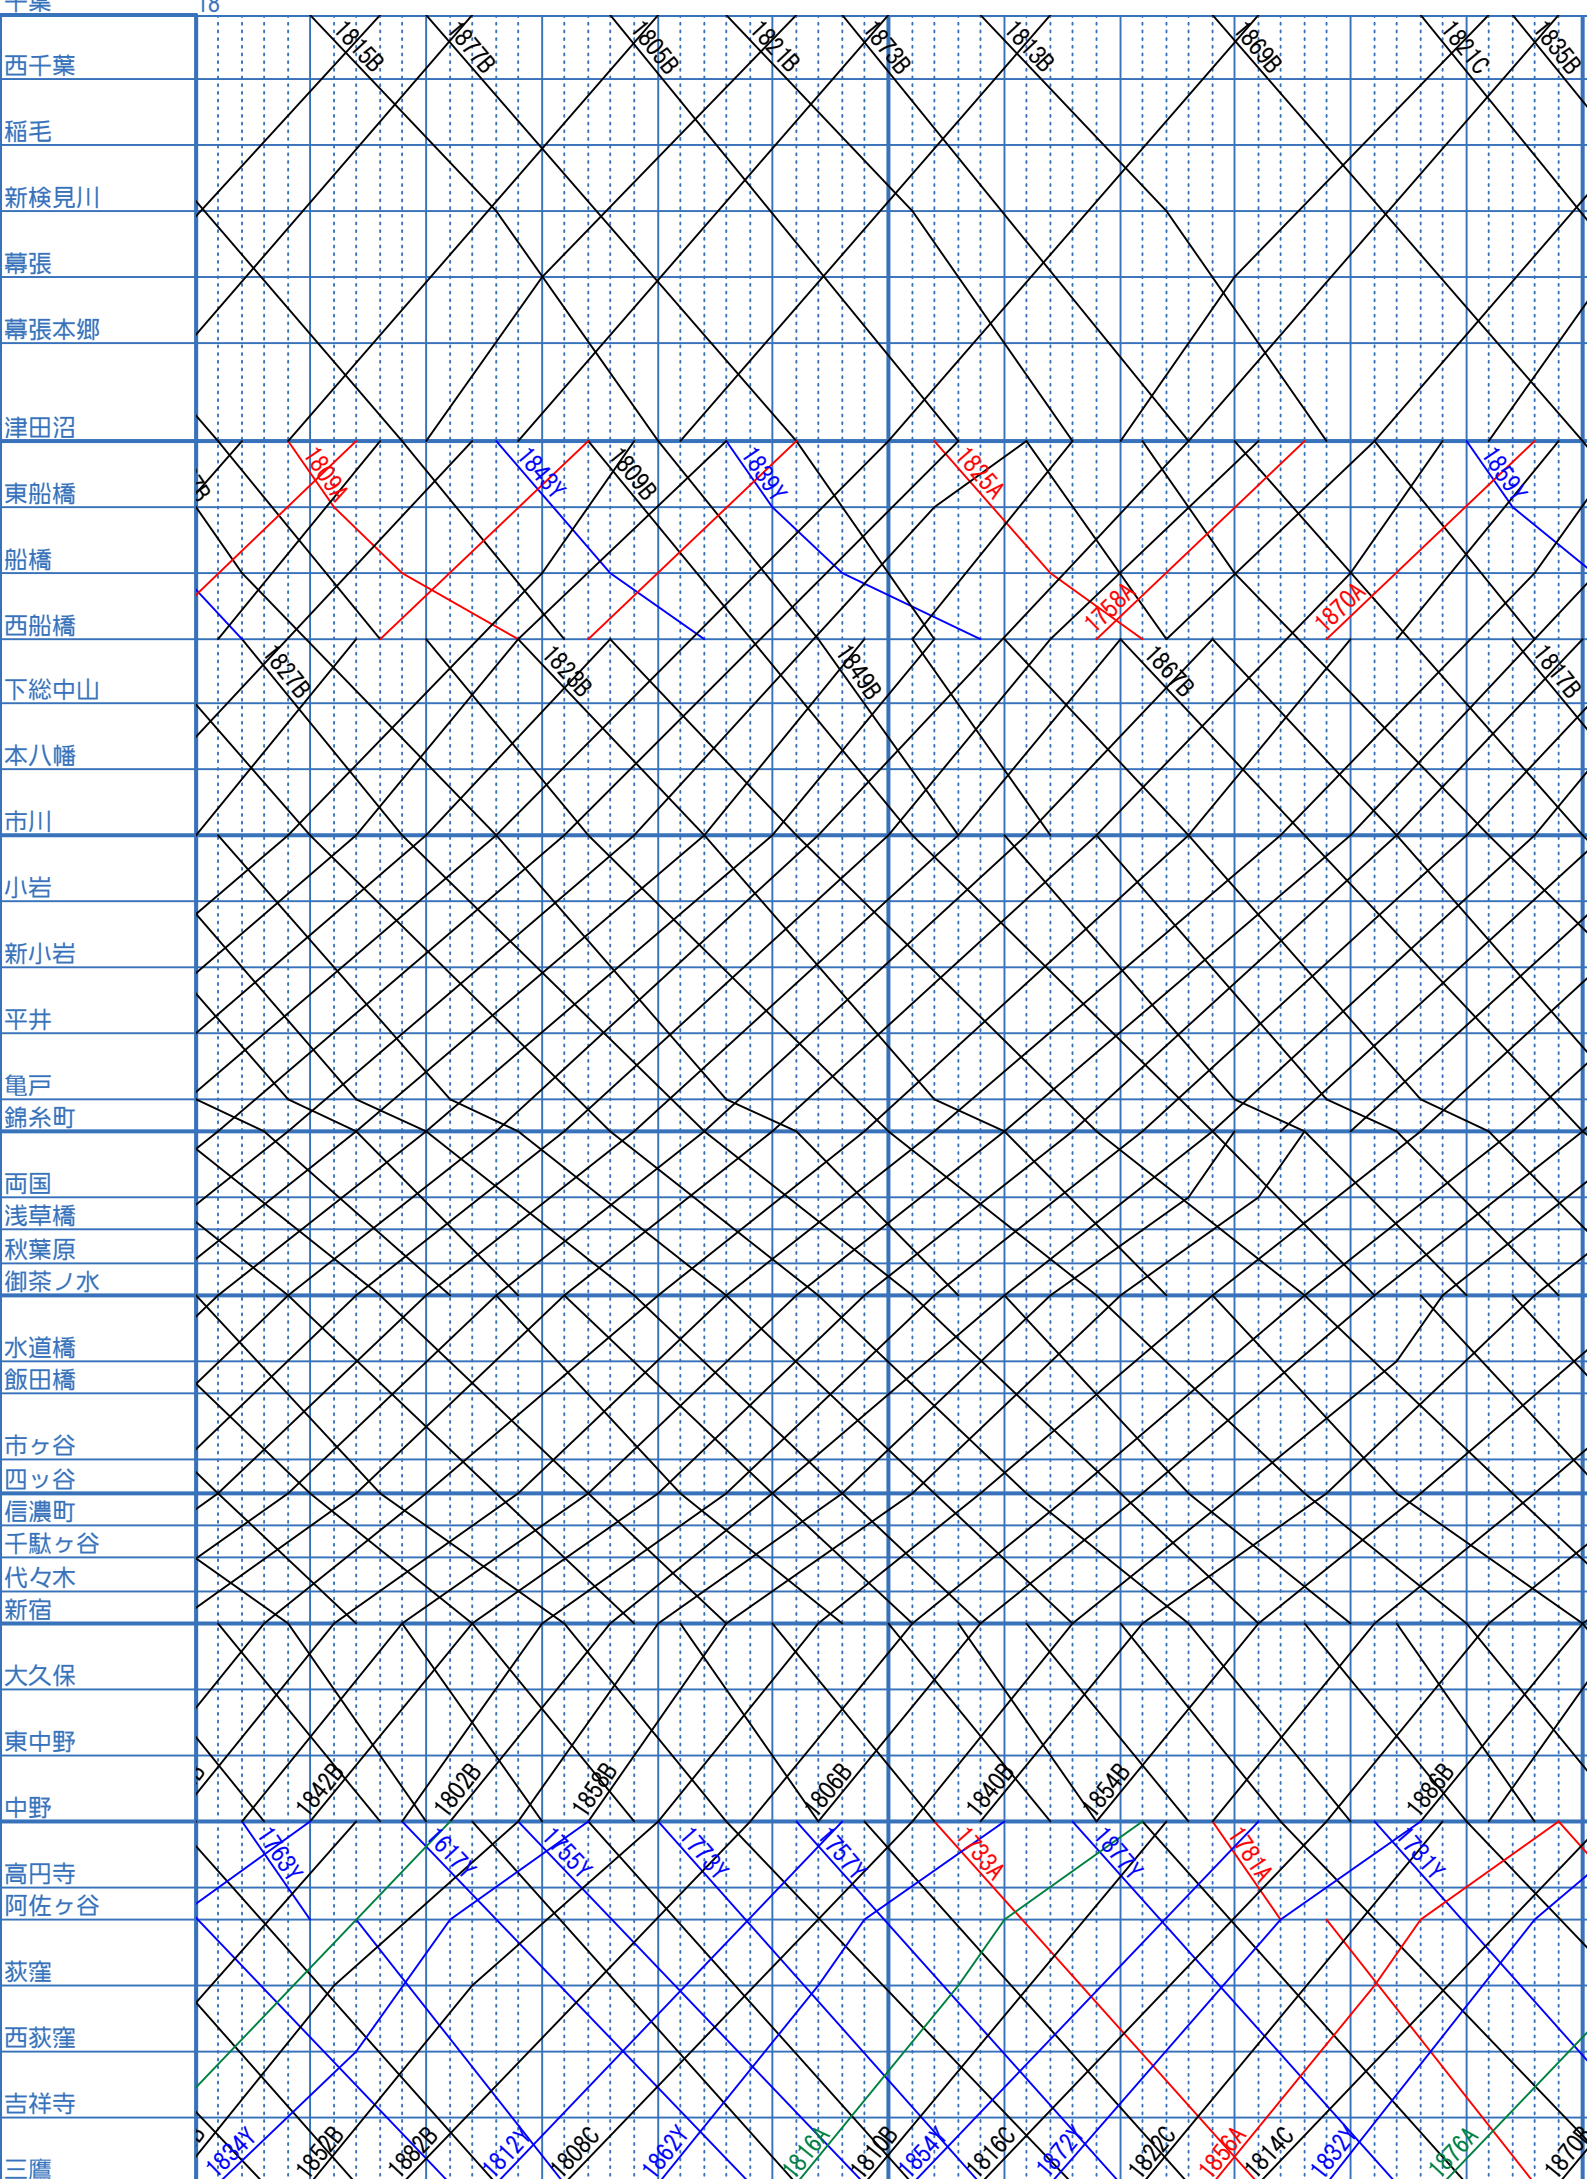 千葉 18
西千葉 1815B 1877B 1805B 1821B 1873B 1813B 1869B 1821C 1835B
稲毛
新検見川
幕張
幕張本郷
津田沼
東船橋 1809A 1843Y 1809B 1839Y 1825A 1859Y
船橋
西船橋 1758A 1870A
下総中山 1827B 1823B 1849B 1867B 1817B
本八幡
市川
小岩
新小岩
平井
亀戸
錦糸町
両国
浅草橋
秋葉原
御茶ノ水
水道橋
飯田橋
市ヶ谷
四ッ谷
信濃町
千駄ヶ谷
代々木
新宿
大久保
東中野
中野 1842B 1802B 1858B 1806B 1840B 1854B 1886B
高円寺 1763Y 1617Y 1755Y 1773Y 1757Y 1733A 1877Y 1781A 1731Y
阿佐ヶ谷
荻窪
西荻窪
吉祥寺
三鷹 1834Y 1852B 1882B 1812Y 1808C 1862Y 1816A 1810B 1854Y 1816C 1872Y 1822C 1856A 1814C 1832Y 1876A 1870B